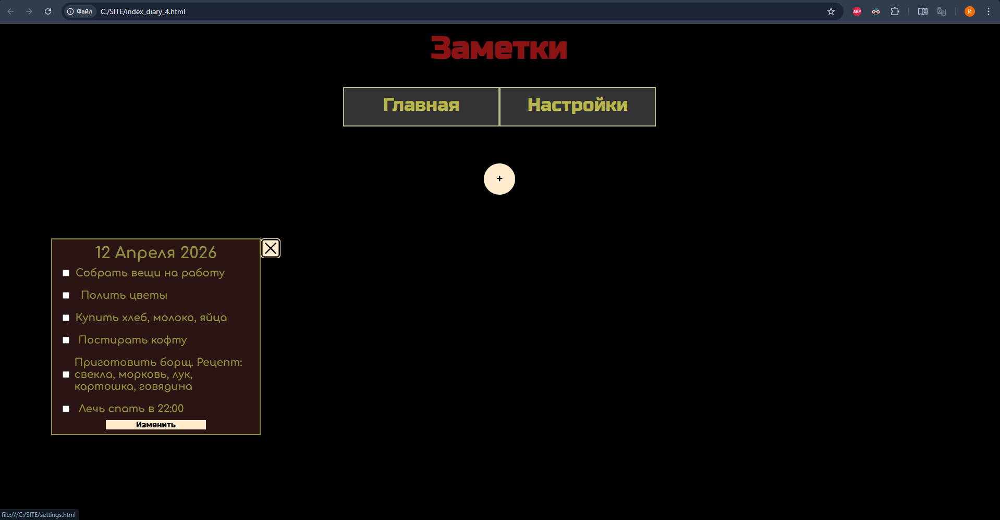 Файл
C:/SITE/index_diary_4.html
ABP
И
Заметки
Главная
Настройки
+
12 Апреля 2026
Собрать вещи на работу
Полить цветы
Купить хлеб, молоко, яйца
Постирать кофту
Приготовить борщ. Рецепт:
свекла, морковь, лук,
картошка, говядина
Лечь спать в 22:00
Изменить
file:///C:/SITE/settings.html